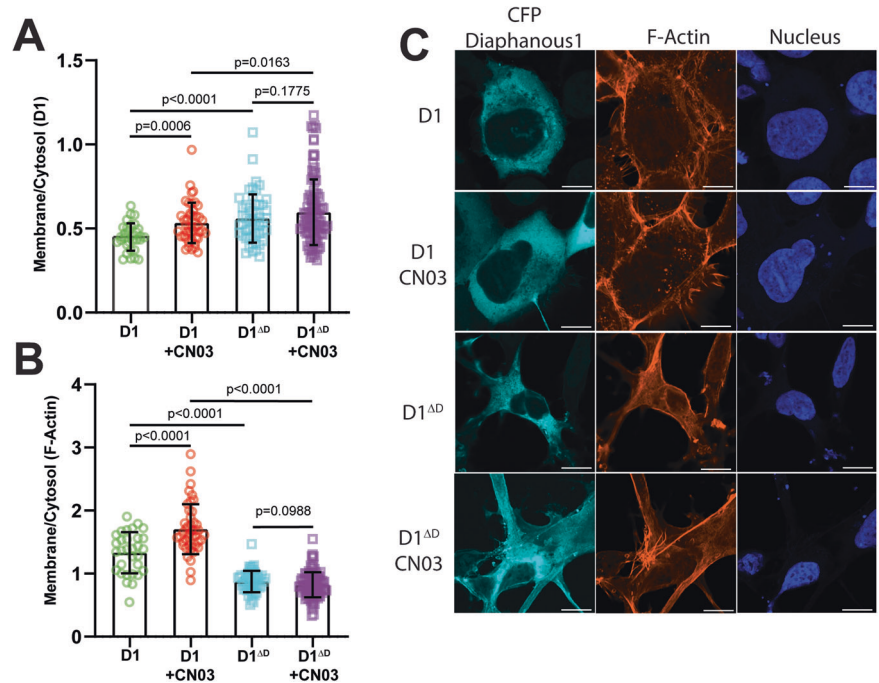 A
Membrane/Cytosol (D1)
1.5
1.0
0.5
0.0
p=0.0163
p<0.0001
p=0.1775
p=0.0006
D1
D1
+CN03
D1ΔD
D1ΔD
+CN03
B
Membrane/Cytosol (F-Actin)
4
3
2
1
0
p<0.0001
p<0.0001
p<0.0001
p=0.0988
D1
D1
+CN03
D1ΔD
D1ΔD
+CN03
C
CFP
Diaphanous1
F-Actin
Nucleus
D1
D1
CN03
D1ΔD
D1ΔD
CN03